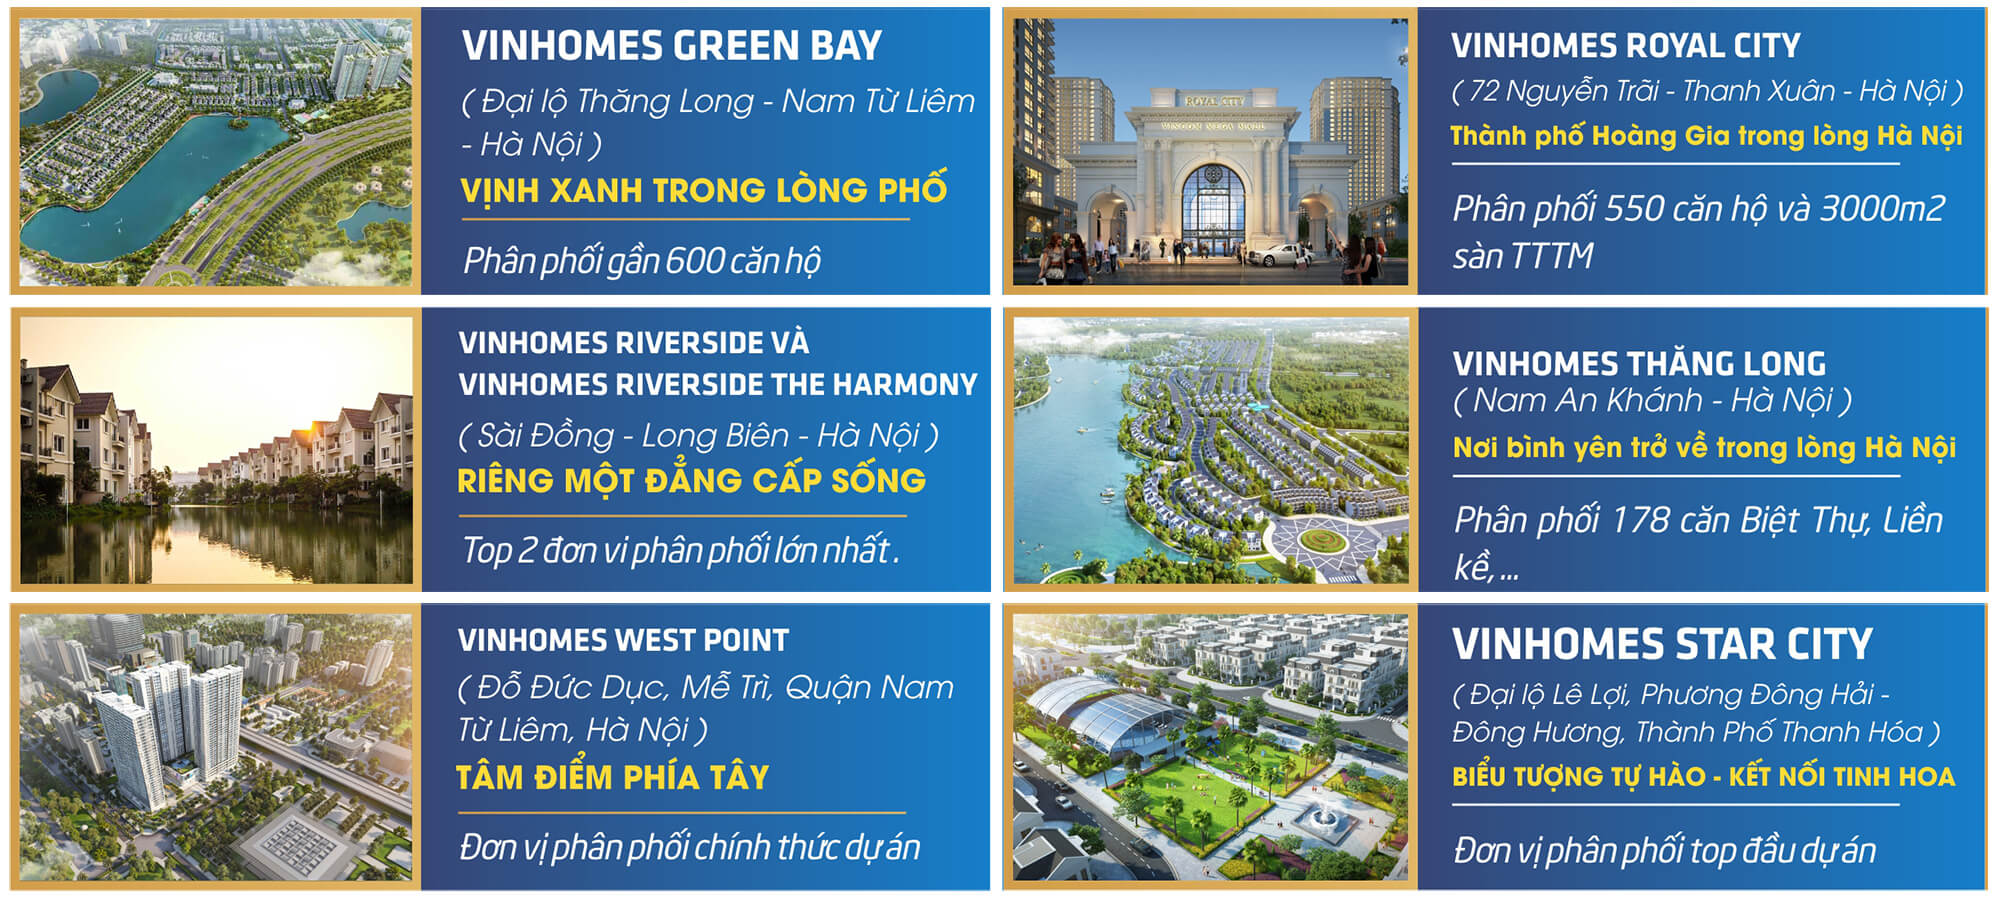 VINHOMES GREEN BAY
( Đại lộ Thăng Long - Nam Từ Liêm
- Hà Nội )
VỊNH XANH TRONG LÒNG PHỐ
Phân phối gần 600 căn hộ
ROYAL CITY
VINCOM MEGA MALL
VINHOMES ROYAL CITY
( 72 Nguyễn Trãi - Thanh Xuân - Hà Nội )
Thành phố Hoàng Gia trong lòng Hà Nội
Phân phối 550 căn hộ và 3000m2
sàn TTTM
VINHOMES RIVERSIDE VÀ
VINHOMES RIVERSIDE THE HARMONY
( Sài Đồng - Long Biên - Hà Nội )
RIÊNG MỘT ĐẲNG CẤP SỐNG
Top 2 đơn vi phân phối lớn nhất .
VINHOMES THĂNG LONG
( Nam An Khánh - Hà Nội )
Nơi bình yên trở về trong lòng Hà Nội
Phân phối 178 căn Biệt Thự, Liền
kề, ...
VINHOMES WEST POINT
( Đỗ Đức Dục, Mễ Trì, Quận Nam
Từ Liêm, Hà Nội )
TÂM ĐIỂM PHÍA TÂY
Đơn vị phân phối chính thức dự án
VINHOMES STAR CITY
( Đại lộ Lê Lợi, Phương Đông Hải -
Đông Hương, Thành Phố Thanh Hóa )
BIỂU TƯỢNG TỰ HÀO - KẾT NỐI TINH HOA
Đơn vị phân phối top đầu dự án